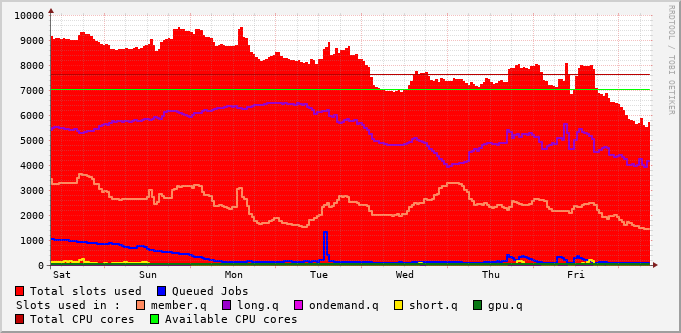 10000
9000
8000
7000
6000
5000
4000
3000
2000
1000
0
Sat Sun Mon Tue Wed Thu Fri
RRDTOOL / TOBI OETIKER
Total slots used Queued Jobs
Slots used in : member.q long.q ondemand.q short.q gpu.q
Total CPU cores Available CPU cores